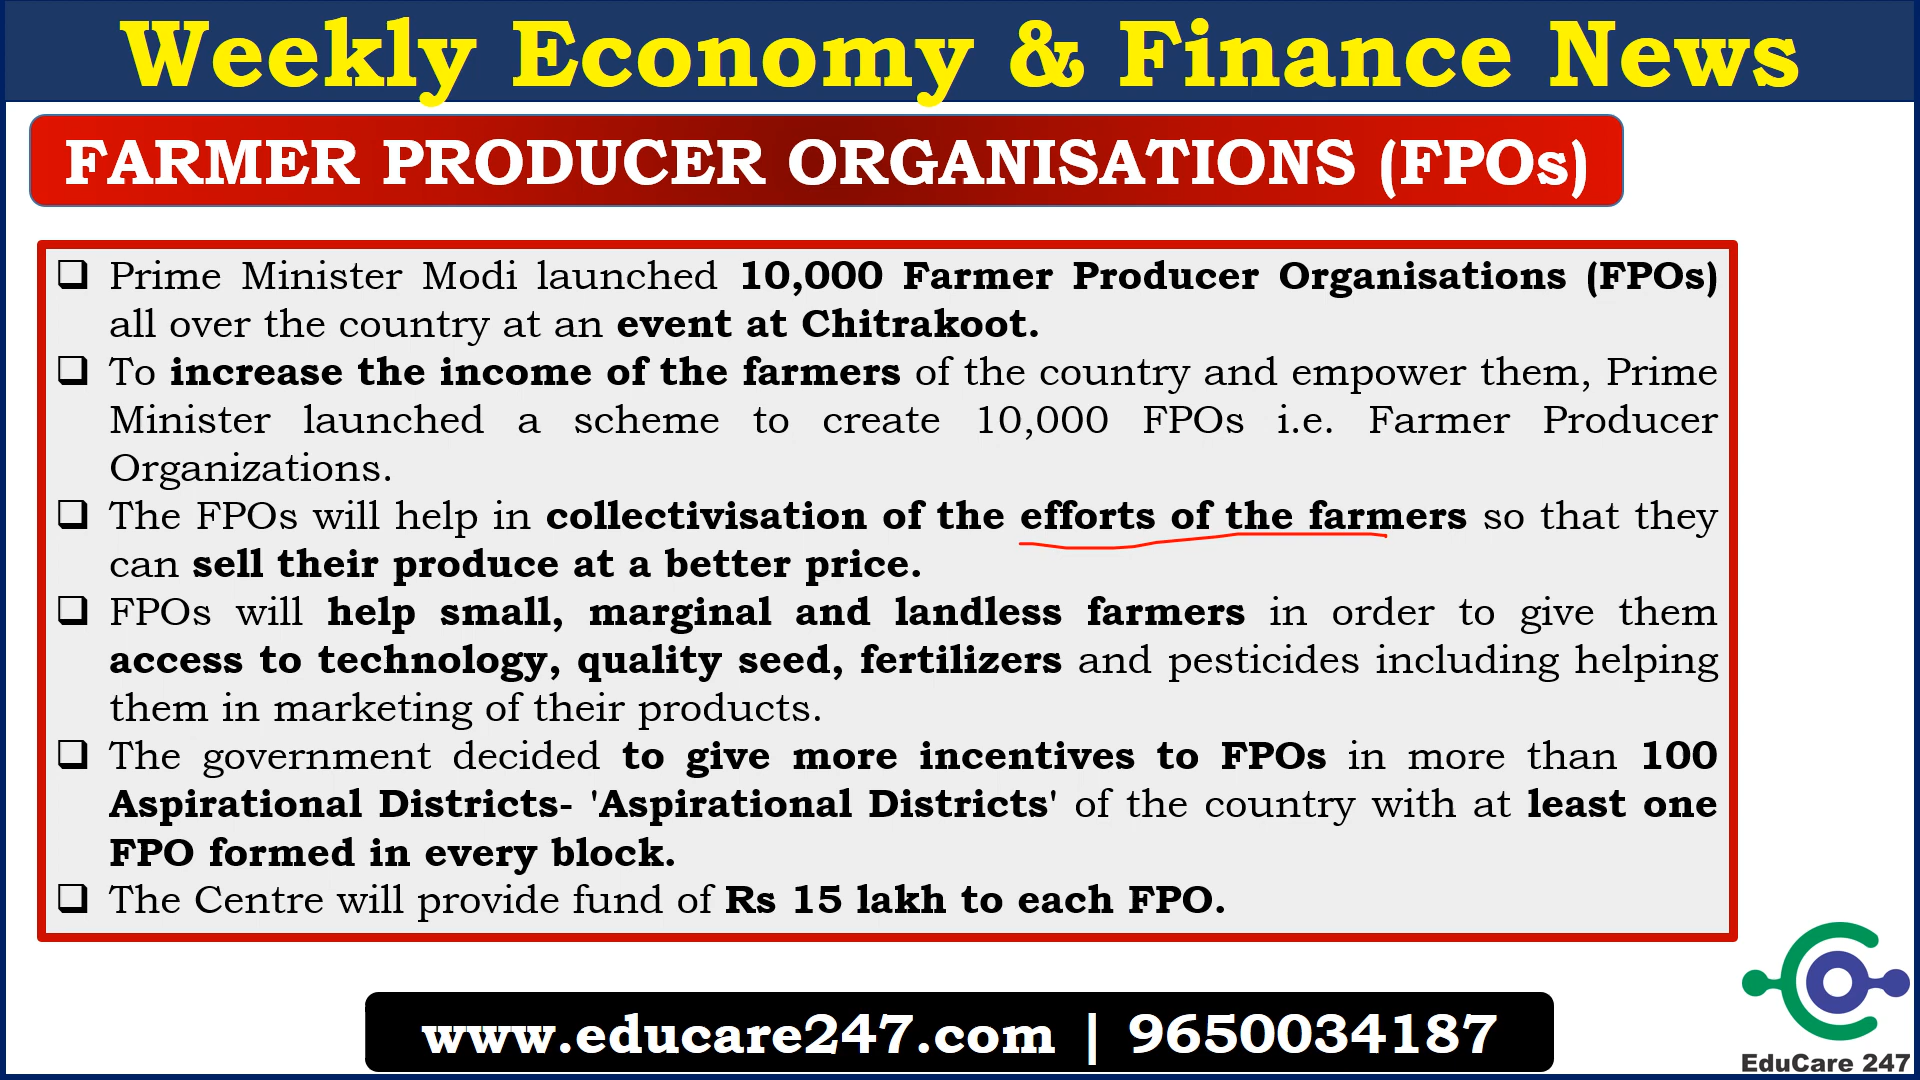 Weekly Economy & Finance News
FARMER PRODUCER ORGANISATIONS (FPOs)
❑ Prime Minister Modi launched 10,000 Farmer Producer Organisations (FPOs)
all over the country at an event at Chitrakoot.
❑ To increase the income of the farmers of the country and empower them, Prime
Minister launched a scheme to create 10,000 FPOs i.e. Farmer Producer
Organizations.
❑ The FPOs will help in collectivisation of the efforts of the farmers so that they
can sell their produce at a better price.
❑ FPOs will help small, marginal and landless farmers in order to give them
access to technology, quality seed, fertilizers and pesticides including helping
them in marketing of their products.
❑ The government decided to give more incentives to FPOs in more than 100
Aspirational Districts- 'Aspirational Districts' of the country with at least one
FPO formed in every block.
❑ The Centre will provide fund of Rs 15 lakh to each FPO.
www.educare247.com | 9650034187
EduCare 247